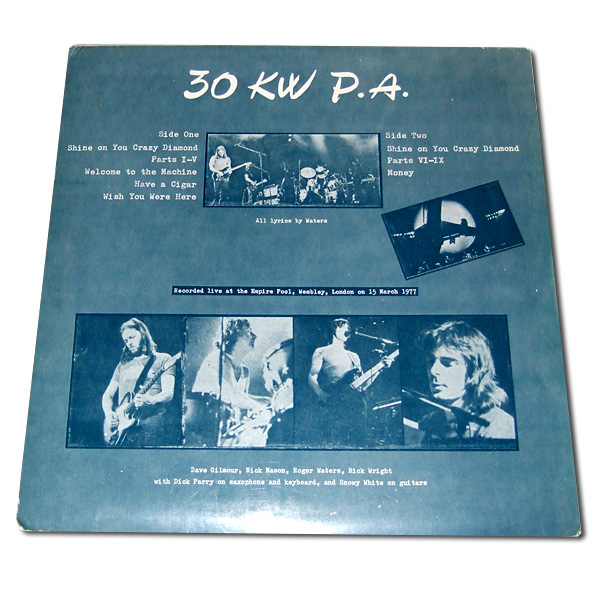 30 KW P.A.
Side One
Shine on You Crazy Diamond
Parts I-V
Welcome to the Machine
Have a Cigar
Wish You Were Here
Side Two
Shine on You Crazy Diamond
Parts VI-IX
Money
All lyrics by Waters
Recorded live at the Empire Pool, Wembley, London on 15 March 1977
Dave Gilmour, Nick Mason, Roger Waters, Rick Wright
with Dick Parry on saxophone and keyboard, and Snowy White on guitars